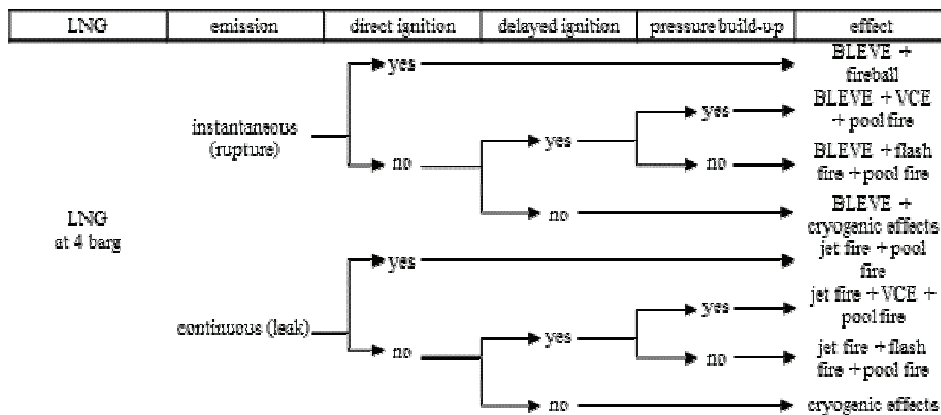 LNG emission direct ignition delayed ignition pressure build-up effect
yes
BLEVE +
fireball
instantaneous
(rupture)
yes
yes
BLEVE + VCE
+ pool fire
no
no
BLEVE + flash
fire + pool fire
no
BLEVE +
cryogenic effects
LNG
at 4 barg
yes
jet fire + pool
fire
continuous (leak)
yes
yes
jet fire + VCE +
pool fire
no
no
jet fire + flash
fire + pool fire
no
cryogenic effects